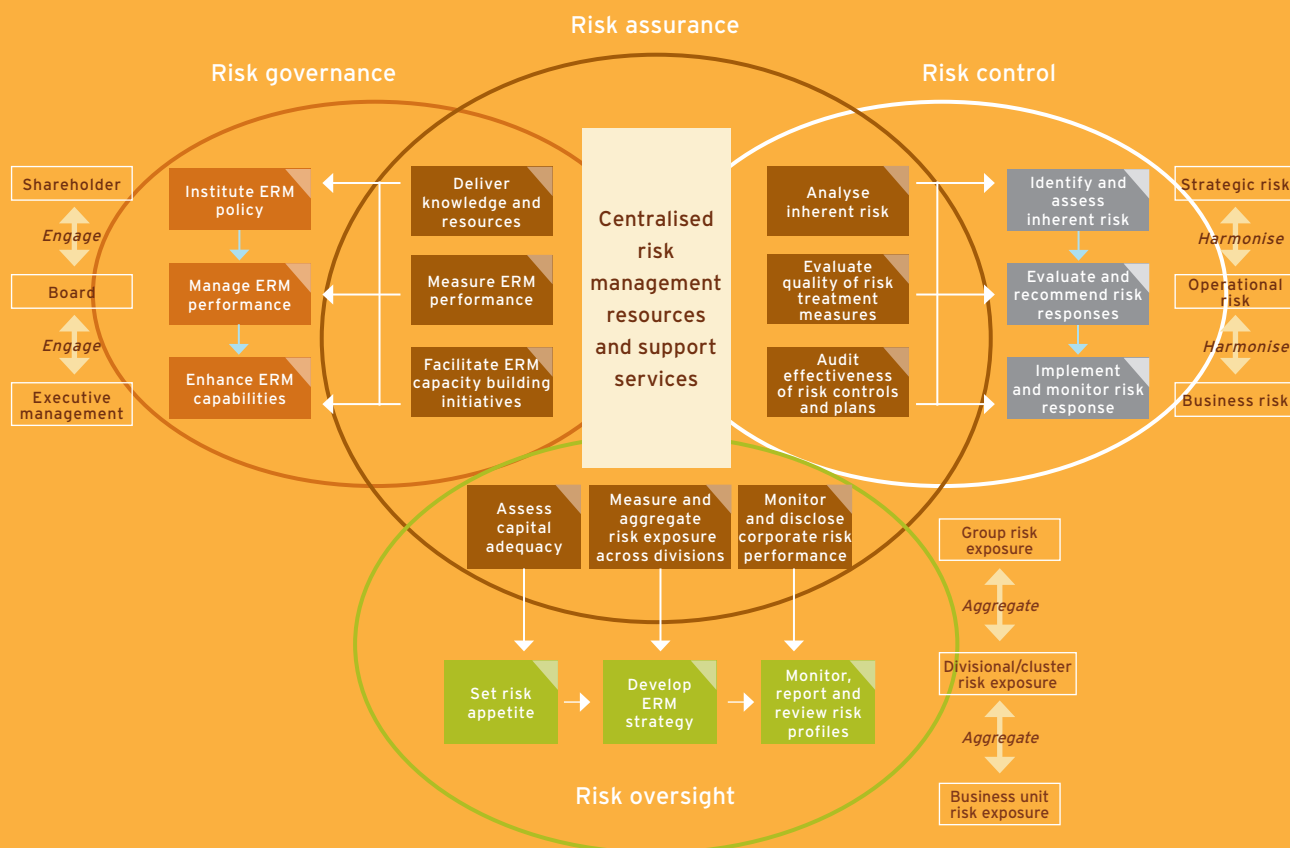 Risk assurance
Risk governance
Risk control
Shareholder
Engage
Board
Engage
Executive
management
Institute ERM
policy
Manage ERM
performance
Enhance ERM
capabilities
Deliver
knowledge and
resources
Measure ERM
performance
Facilitate ERM
capacity building
initiatives
Centralised
risk
management
resources
and support
services
Analyse
inherent risk
Evaluate
quality of risk
treatment
measures
Audit
effectiveness
of risk controls
and plans
Identify and
assess
inherent risk
Evaluate and
recommend risk
responses
Implement
and monitor risk
response
Strategic risk
Harmonise
Operational
risk
Harmonise
Business risk
Assess
capital
adequacy
Measure and
aggregate
risk exposure
across divisions
Monitor
and disclose
corporate risk
performance
Set risk
appetite
Develop
ERM
strategy
Monitor,
report and
review risk
profiles
Risk oversight
Group risk
exposure
Aggregate
Divisional/cluster
risk exposure
Aggregate
Business unit
risk exposure